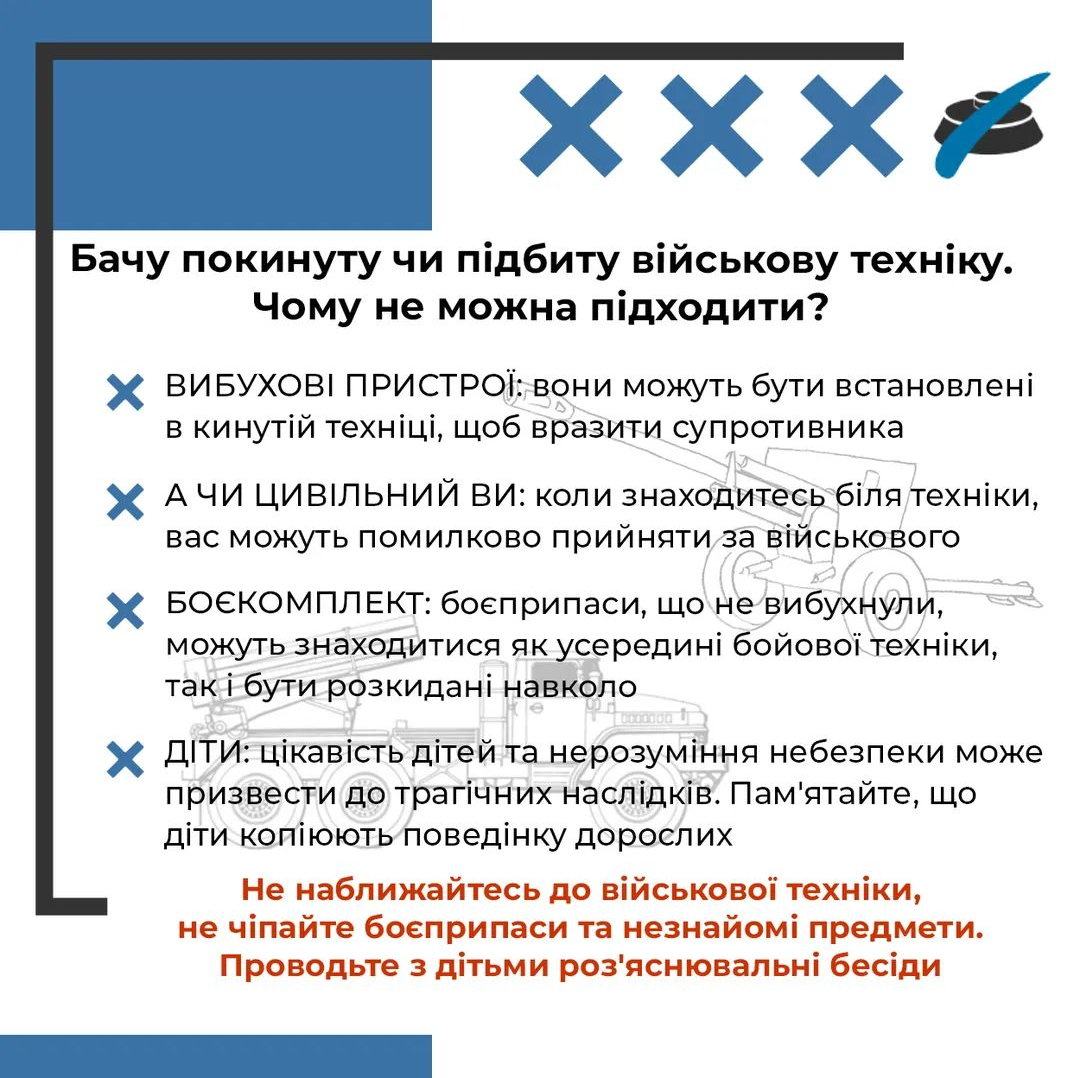 Бачу покинуту чи підбиту військову техніку.
Чому не можна підходити?
ВИБУХОВІ ПРИСТРОЇ: вони можуть бути встановлені
в кинутій техніці, щоб вразити супротивника
А ЧИ ЦИВІЛЬНИЙ ВИ: коли знаходитесь біля техніки,
вас можуть помилково прийняти за військового
БОЄКОМПЛЕКТ: боєприпаси, що не вибухнули,
можуть знаходитися як усередині бойової техніки,
так і бути розкидані навколо
ДІТИ: цікавість дітей та нерозуміння небезпеки може
призвести до трагічних наслідків. Пам'ятайте, що
діти копіюють поведінку дорослих
Не наближайтесь до військової техніки,
не чіпайте боєприпаси та незнайомі предмети.
Проводьте з дітьми роз'яснювальні бесіди